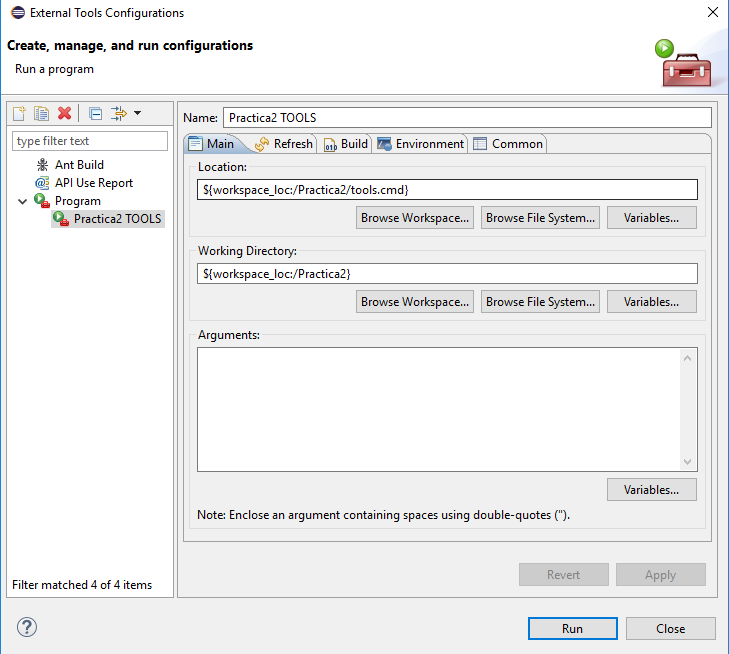 External Tools Configurations
Create, manage, and run configurations
Run a program
Name: Practica2 TOOLS
type filter text
Ant Build
API Use Report
Program
Practica2 TOOLS
Filter matched 4 of 4 items
Main Refresh Build Environment Common
Location:
${workspace_loc:/Practica2/tools.cmd}
Browse Workspace... Browse File System... Variables...
Working Directory:
${workspace_loc:/Practica2}
Browse Workspace... Browse File System... Variables...
Arguments:
Variables...
Note: Enclose an argument containing spaces using double-quotes (").
Revert Apply
Run Close